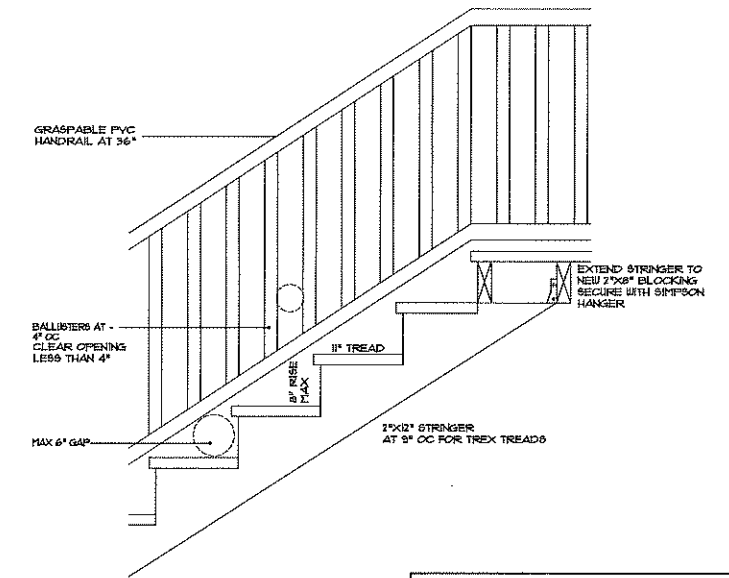 GRASPABLE PVC
HANDRAIL AT 36"
EXTEND STRINGER TO
NEW 2"X8" BLOCKING
SECURE WITH SIMPSON
HANGER
BALLISTERS AT
4" OC
CLEAR OPENING
LESS THAN 4"
11" TREAD
8" RISE
MAX
MAX 6" GAP
2"X12" STRINGER
AT 9" OC FOR TREX TREADS